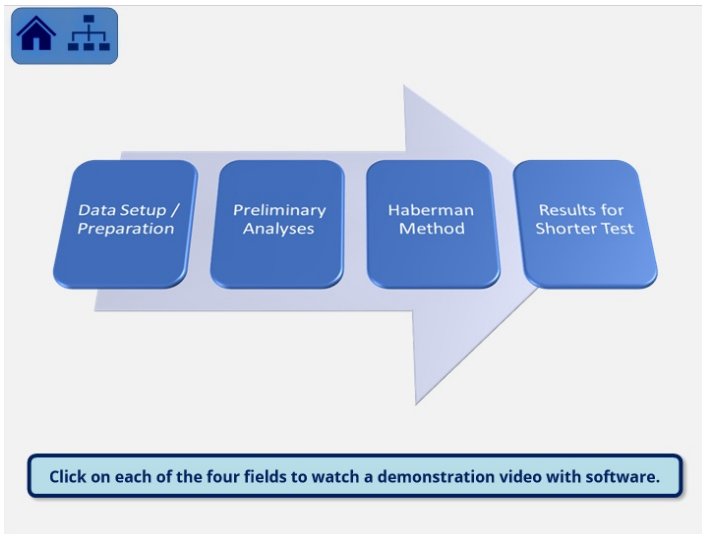 Data Setup /
Preparation
Preliminary
Analyses
Haberman
Method
Results for
Shorter Test
Click on each of the four fields to watch a demonstration video with software.